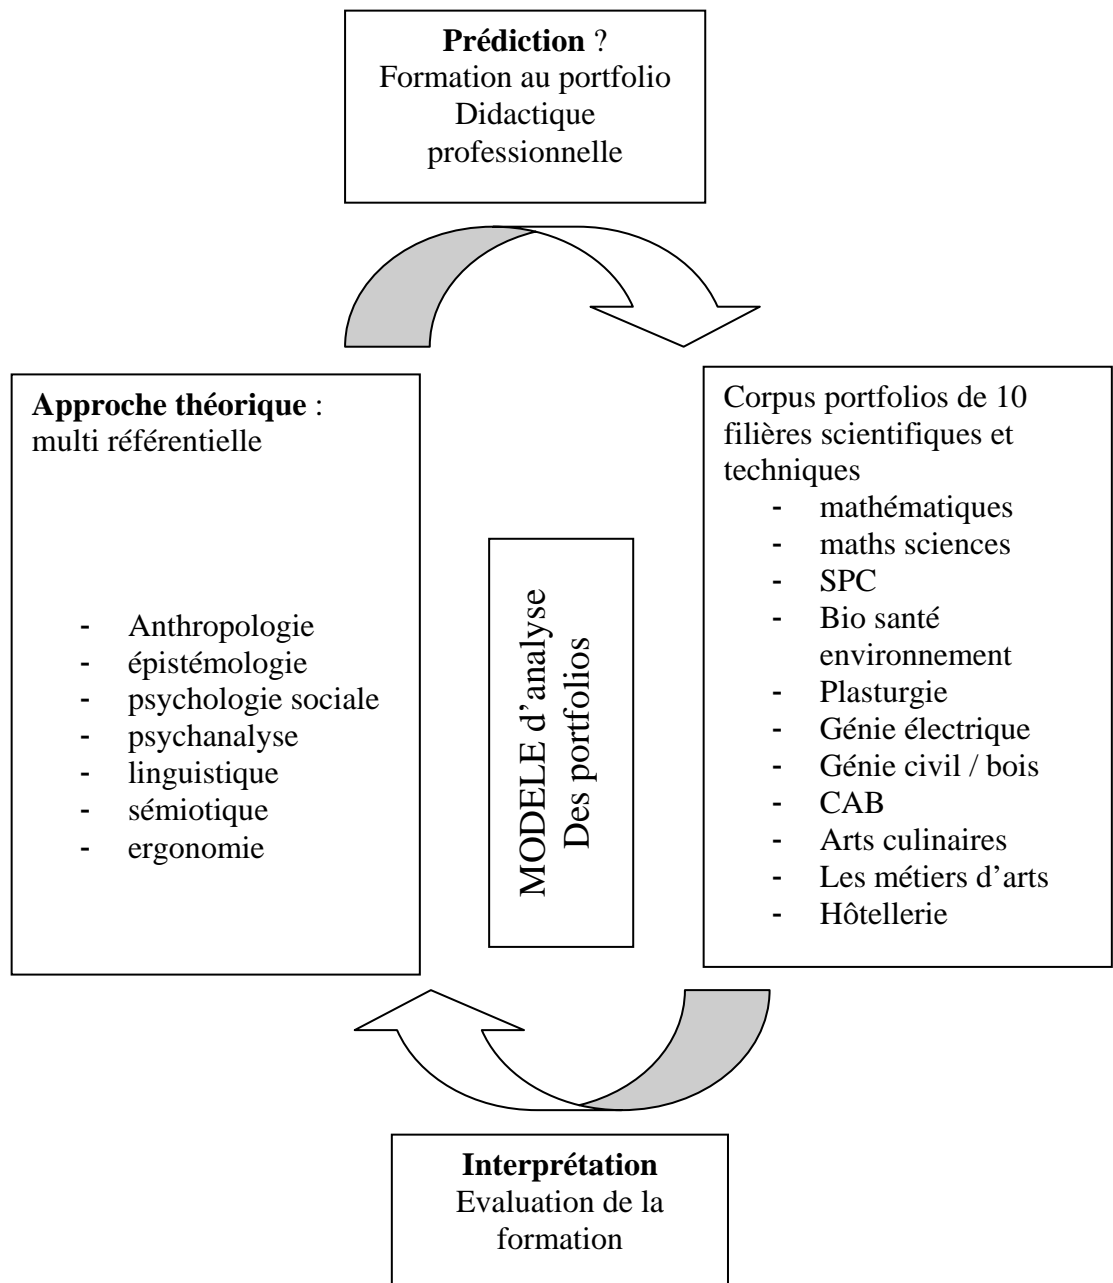 Prédiction ?
Formation au portfolio
Didactique
professionnelle
Approche théorique :
multi référentielle
- Anthropologie
- épistémologie
- psychologie sociale
- psychanalyse
- linguistique
- sémiotique
- ergonomie
MODELE d’analyse
Des portfolios
Corpus portfolios de 10
filières scientifiques et
techniques
- mathématiques
- maths sciences
- SPC
- Bio santé
environnement
- Plasturgie
- Génie électrique
- Génie civil / bois
- CAB
- Arts culinaires
- Les métiers d’arts
- Hôtellerie
Interprétation
Evaluation de la
formation